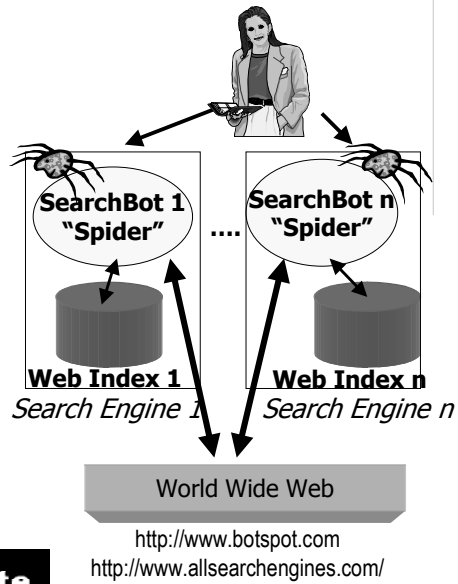 SearchBot 1
"Spider"
....
SearchBot n
"Spider"
Web Index 1
Web Index n
Search Engine 1
Search Engine n
World Wide Web
http://www.botspot.com
http://www.allsearchengines.com/